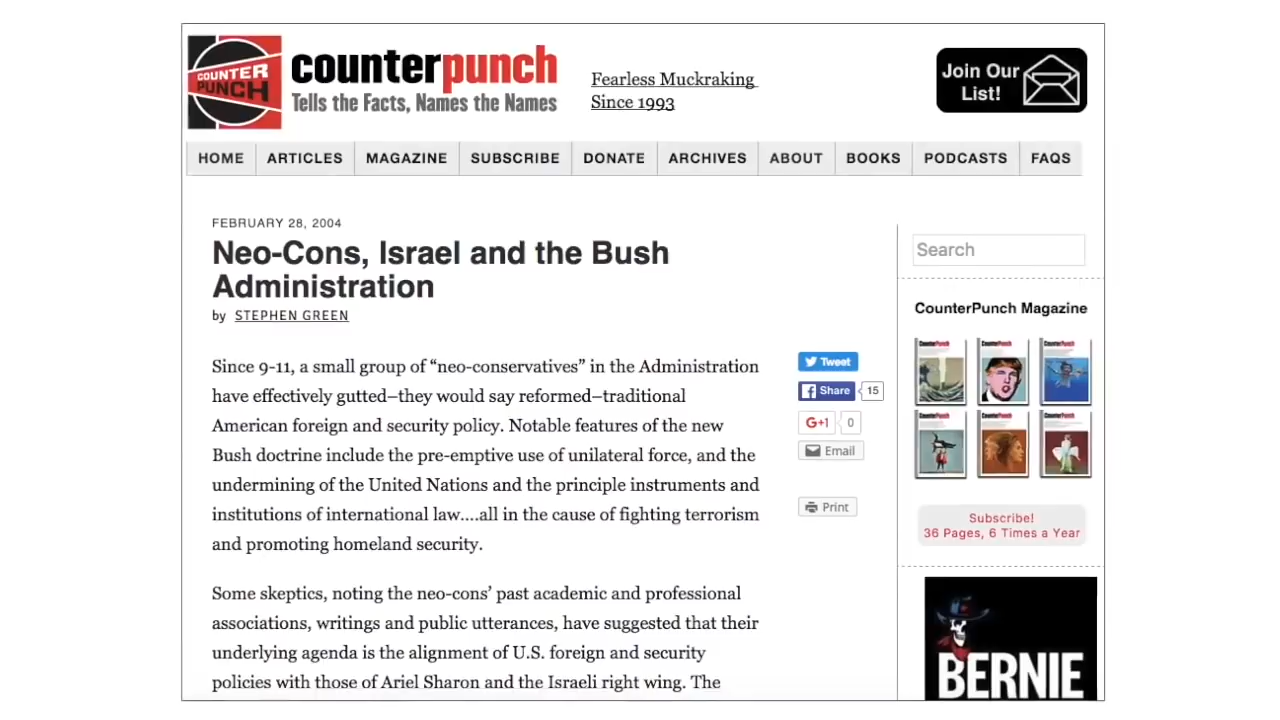 COUNTER
PUNCH
counterpunch
Tells the Facts, Names the Names
Fearless Muckraking
Since 1993
Join Our
List!
HOME
ARTICLES
MAGAZINE
SUBSCRIBE
DONATE
ARCHIVES
ABOUT
BOOKS
PODCASTS
FAQS
FEBRUARY 28, 2004
Neo-Cons, Israel and the Bush
Administration
by STEPHEN GREEN
Since 9-11, a small group of “neo-conservatives” in the Administration
have effectively gutted–they would say reformed–traditional
American foreign and security policy. Notable features of the new
Bush doctrine include the pre-emptive use of unilateral force, and the
undermining of the United Nations and the principle instruments and
institutions of international law….all in the cause of fighting terrorism
and promoting homeland security.
Some skeptics, noting the neo-cons’ past academic and professional
associations, writings and public utterances, have suggested that their
underlying agenda is the alignment of U.S. foreign and security
policies with those of Ariel Sharon and the Israeli right wing. The
Tweet
Share
15
G+1
0
Email
Print
Search
CounterPunch Magazine
CounterPunch
CounterPunch
CounterPunch
CounterPunch
CounterPunch
CounterPunch
Subscribe!
36 Pages, 6 Times a Year
BERNIE